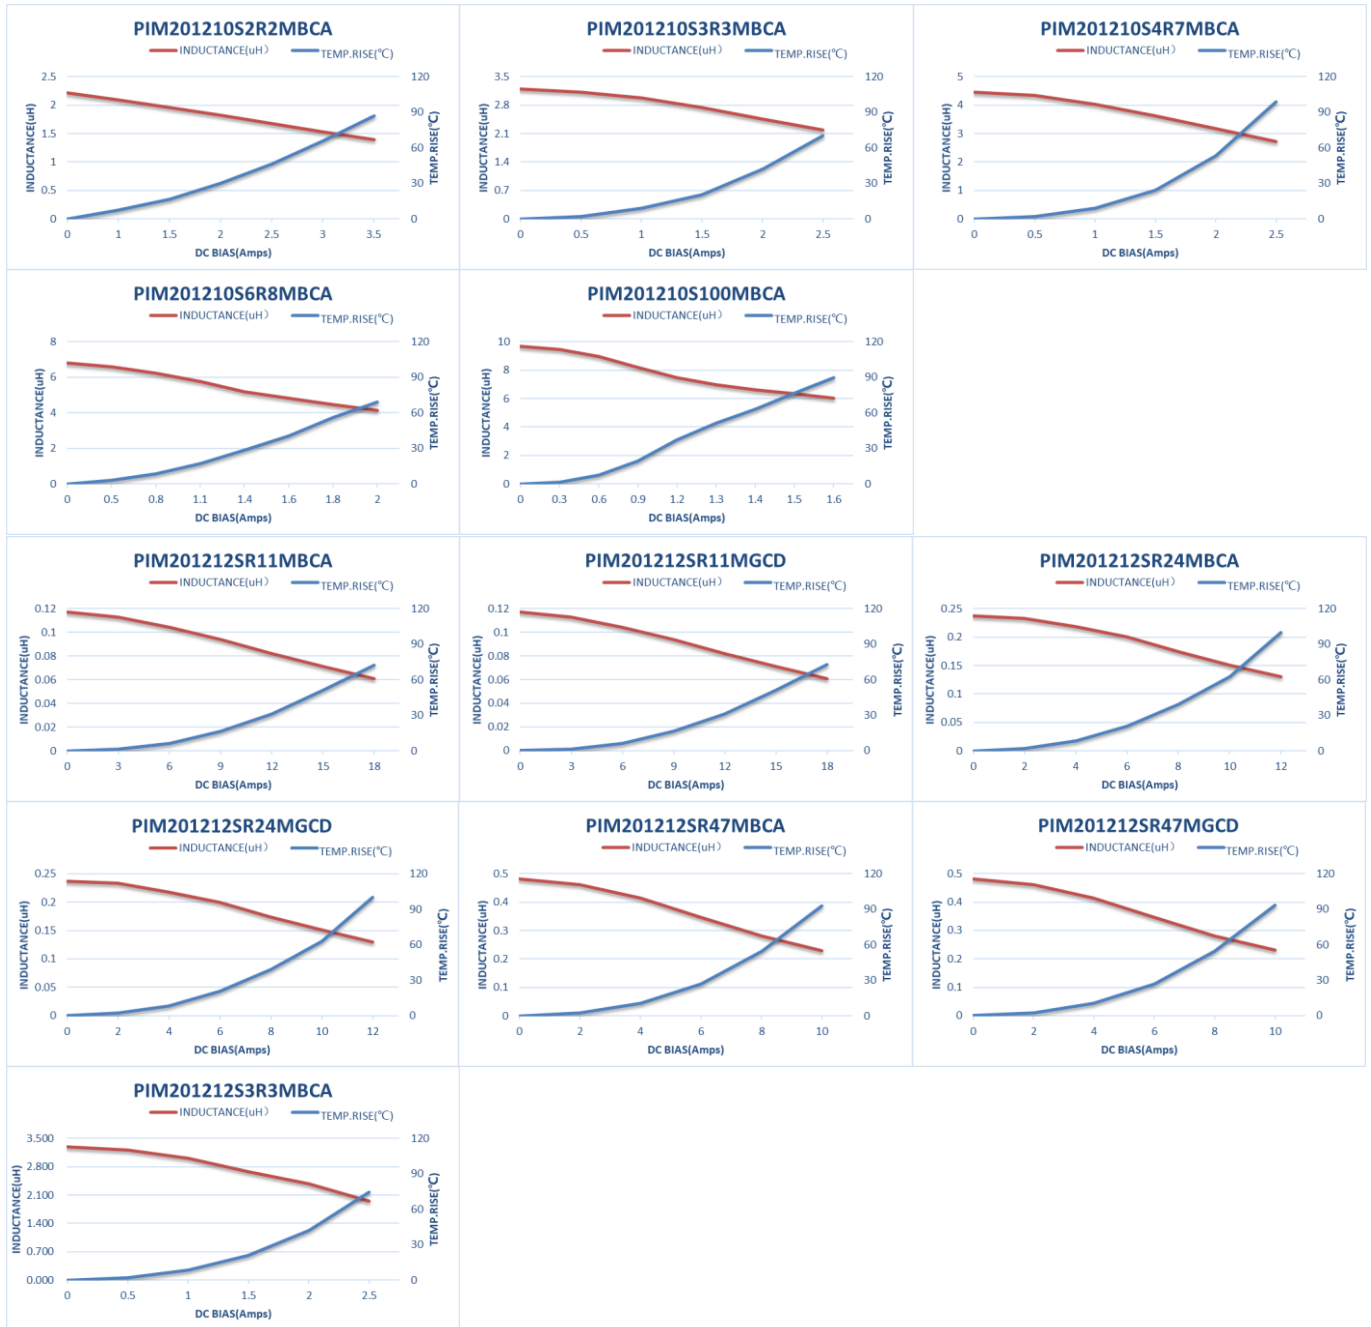 PIM201210S2R2MBCA
INDUCTANCE(uH） TEMP.RISE(℃)
2.5
2
1.5
1
0.5
0
120
90
60
30
0
INDUCTANCE(uH)
TEMP.RISE(℃)
0 1 1.5 2 2.5 3 3.5
DC BIAS(Amps)
PIM201210S3R3MBCA
INDUCTANCE(uH） TEMP.RISE(℃)
3.5
2.8
2.1
1.4
0.7
0
120
90
60
30
0
INDUCTANCE(uH)
TEMP.RISE(℃)
0 0.5 1 1.5 2 2.5
DC BIAS(Amps)
PIM201210S4R7MBCA
INDUCTANCE(uH） TEMP.RISE(℃)
5
4
3
2
1
0
120
90
60
30
0
INDUCTANCE(uH)
TEMP.RISE(℃)
0 0.5 1 1.5 2 2.5
DC BIAS(Amps)
PIM201210S6R8MBCA
INDUCTANCE(uH） TEMP.RISE(℃)
8
6
4
2
0
120
90
60
30
0
INDUCTANCE(uH)
TEMP.RISE(℃)
0 0.5 0.8 1.1 1.4 1.6 1.8 2
DC BIAS(Amps)
PIM201210S100MBCA
INDUCTANCE(uH） TEMP.RISE(℃)
10
8
6
4
2
0
120
90
60
30
0
INDUCTANCE(uH)
TEMP.RISE(℃)
0 0.3 0.6 0.9 1.2 1.3 1.4 1.5 1.6
DC BIAS(Amps)
PIM201212SR11MBCA
INDUCTANCE(uH） TEMP.RISE(℃)
0.12
0.1
0.08
0.06
0.04
0.02
0
120
90
60
30
0
INDUCTANCE(uH)
TEMP.RISE(℃)
0 3 6 9 12 15 18
DC BIAS(Amps)
PIM201212SR11MGCD
INDUCTANCE(uH） TEMP.RISE(℃)
0.12
0.1
0.08
0.06
0.04
0.02
0
120
90
60
30
0
INDUCTANCE(uH)
TEMP.RISE(℃)
0 3 6 9 12 15 18
DC BIAS(Amps)
PIM201212SR24MBCA
INDUCTANCE(uH） TEMP.RISE(℃)
0.25
0.2
0.15
0.1
0.05
0
120
90
60
30
0
INDUCTANCE(uH)
TEMP.RISE(℃)
0 2 4 6 8 10 12
DC BIAS(Amps)
PIM201212SR24MGCD
INDUCTANCE(uH） TEMP.RISE(℃)
0.25
0.2
0.15
0.1
0.05
0
120
90
60
30
0
INDUCTANCE(uH)
TEMP.RISE(℃)
0 2 4 6 8 10 12
DC BIAS(Amps)
PIM201212SR47MBCA
INDUCTANCE(uH） TEMP.RISE(℃)
0.5
0.4
0.3
0.2
0.1
0
120
90
60
30
0
INDUCTANCE(uH)
TEMP.RISE(℃)
0 2 4 6 8 10
DC BIAS(Amps)
PIM201212SR47MGCD
INDUCTANCE(uH） TEMP.RISE(℃)
0.5
0.4
0.3
0.2
0.1
0
120
90
60
30
0
INDUCTANCE(uH)
TEMP.RISE(℃)
0 2 4 6 8 10
DC BIAS(Amps)
PIM201212S3R3MBCA
INDUCTANCE(uH） TEMP.RISE(℃)
3.500
2.800
2.100
1.400
0.700
0.000
120
90
60
30
0
INDUCTANCE(uH)
TEMP.RISE(℃)
0 0.5 1 1.5 2 2.5
DC BIAS(Amps)